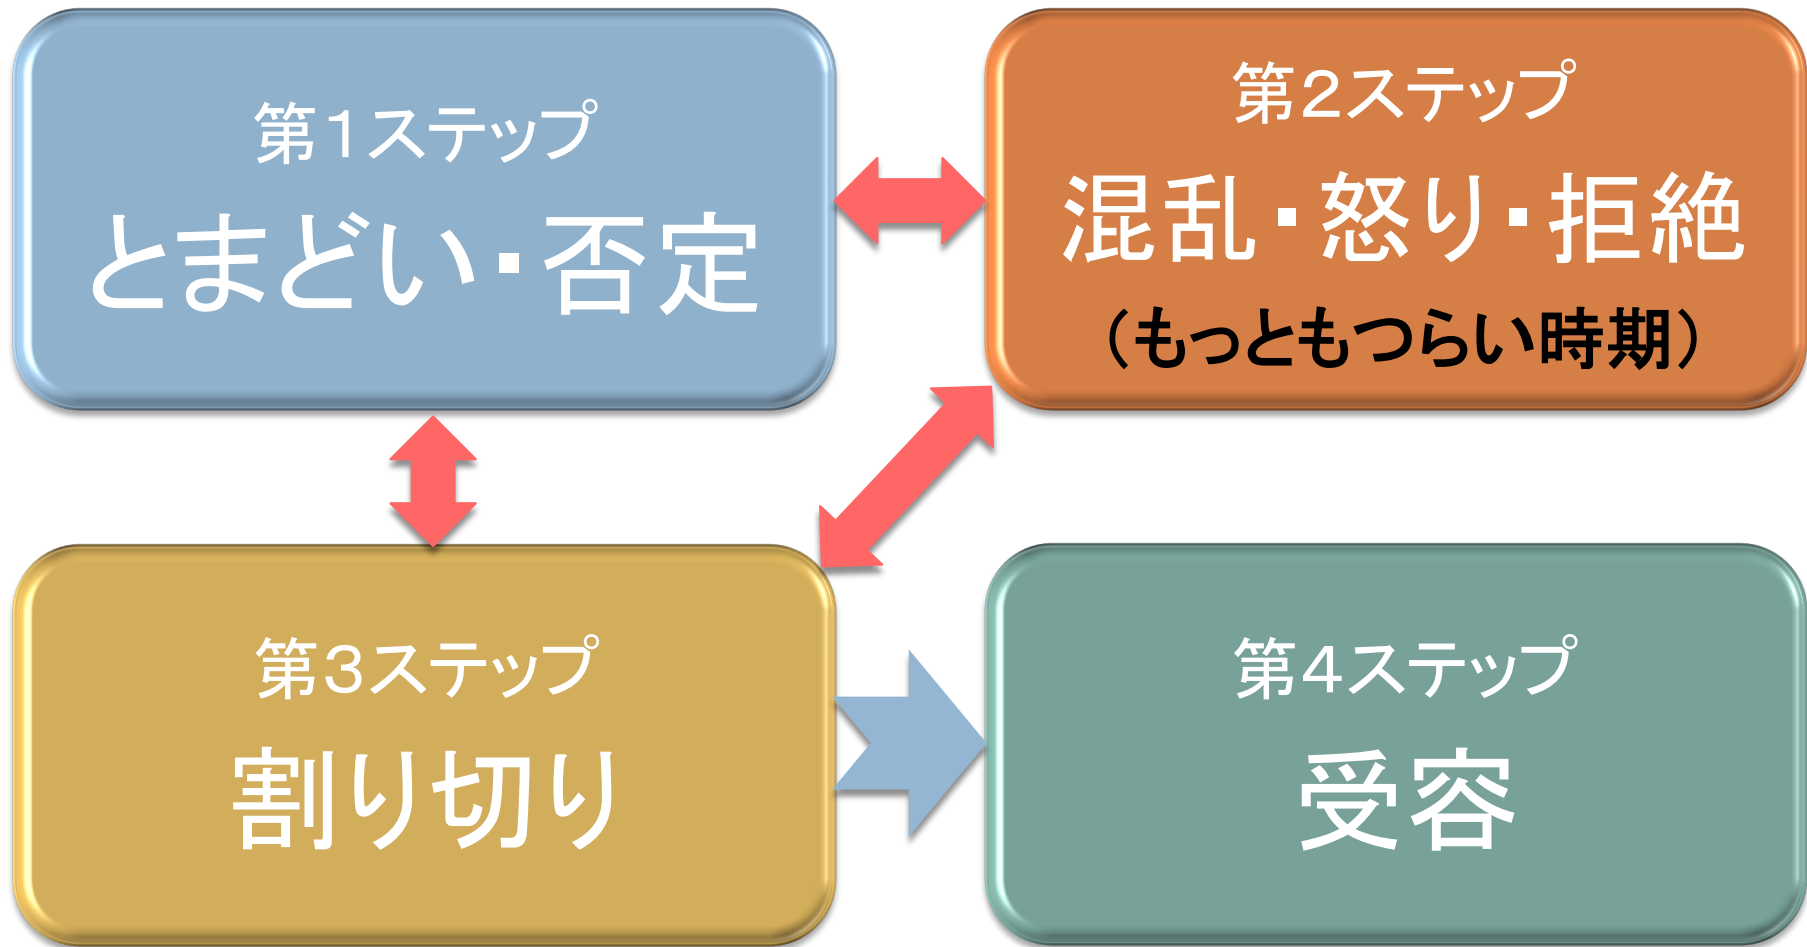 第１ステップ
とまどい・否定
第２ステップ
混乱・怒り・拒絶
（もっともつらい時期）
第３ステップ
割り切り
第４ステップ
受容